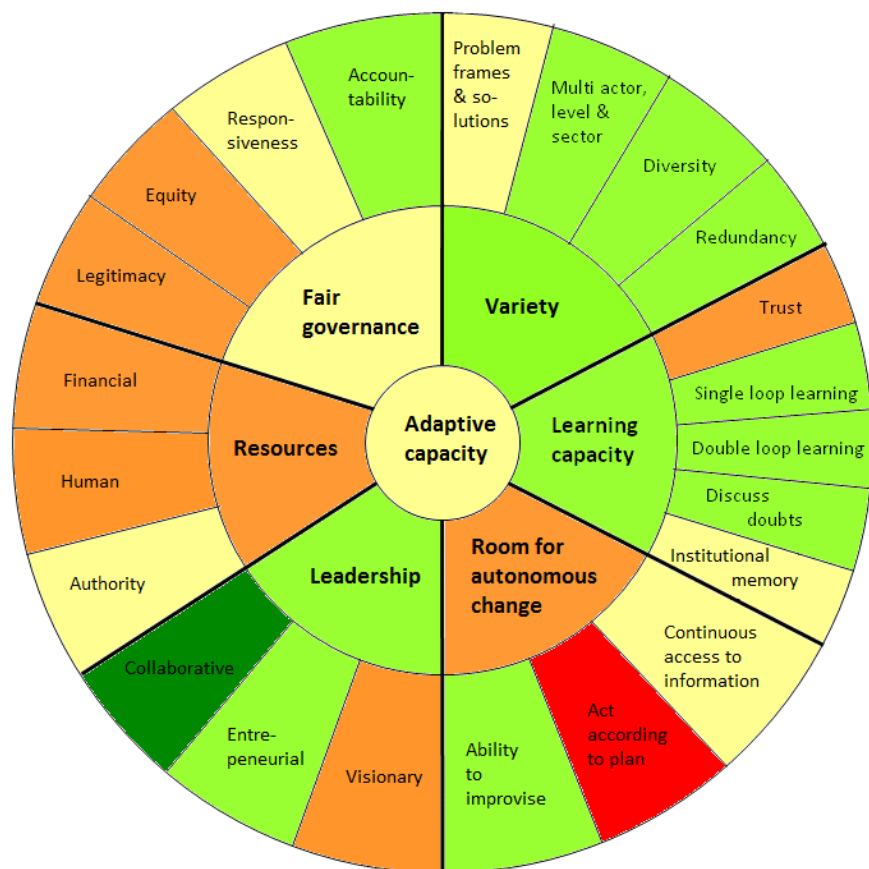 Problem
frames
& so-
lutions
Multi actor,
level &
sector
Diversity
Redundancy
Variety
Trust
Single loop learning
Double loop learning
Discuss
doubts
Institutional
memory
Learning
capacity
Continuous
access to
information
Act
according
to plan
Ability
to
improvise
Room for
autonomous
change
Visionary
Entre-
peneurial
Collaborative
Leadership
Authority
Human
Financial
Resources
Legitimacy
Equity
Respon-
siveness
Accoun-
tability
Fair
governance
Adaptive
capacity